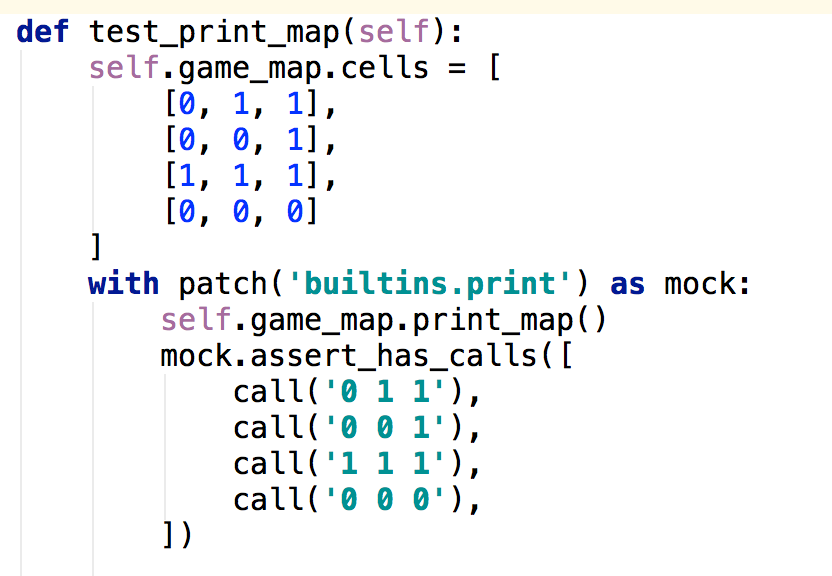 def test_print_map(self):
    self.game_map.cells = [
        [0, 1, 1],
        [0, 0, 1],
        [1, 1, 1],
        [0, 0, 0]
    ]
    with patch('builtins.print') as mock:
        self.game_map.print_map()
        mock.assert_has_calls([
            call('0 1 1'),
            call('0 0 1'),
            call('1 1 1'),
            call('0 0 0'),
        ])